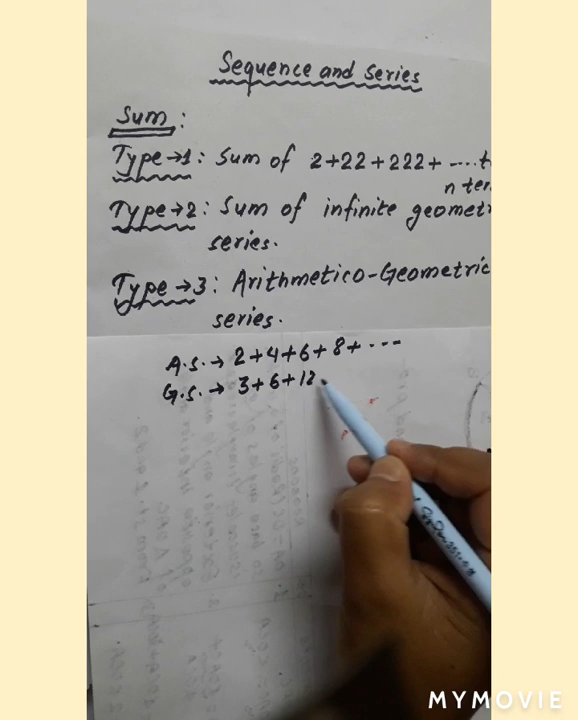 Sequence and Series
Sum:
Type→1: Sum of 2+22+222+ ....t
n ter
Type→2: Sum of infinite geomet
series.
Type→3: Arithmetico-Geometric
series.
A.S.→ 2+4+6+8+---
G.S.→ 3+6+12
MYMOVIE